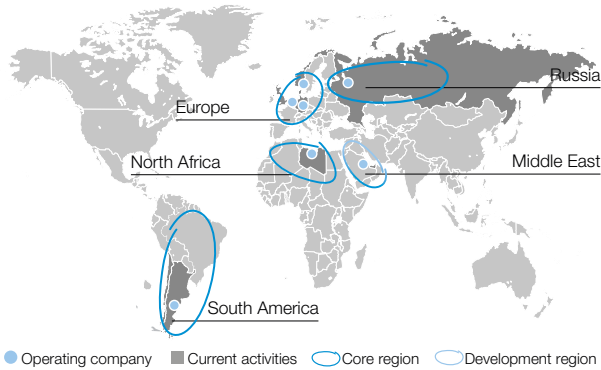 Russia
Europe
North Africa
Middle East
South America
Operating company
Current activities
Core region
Development region